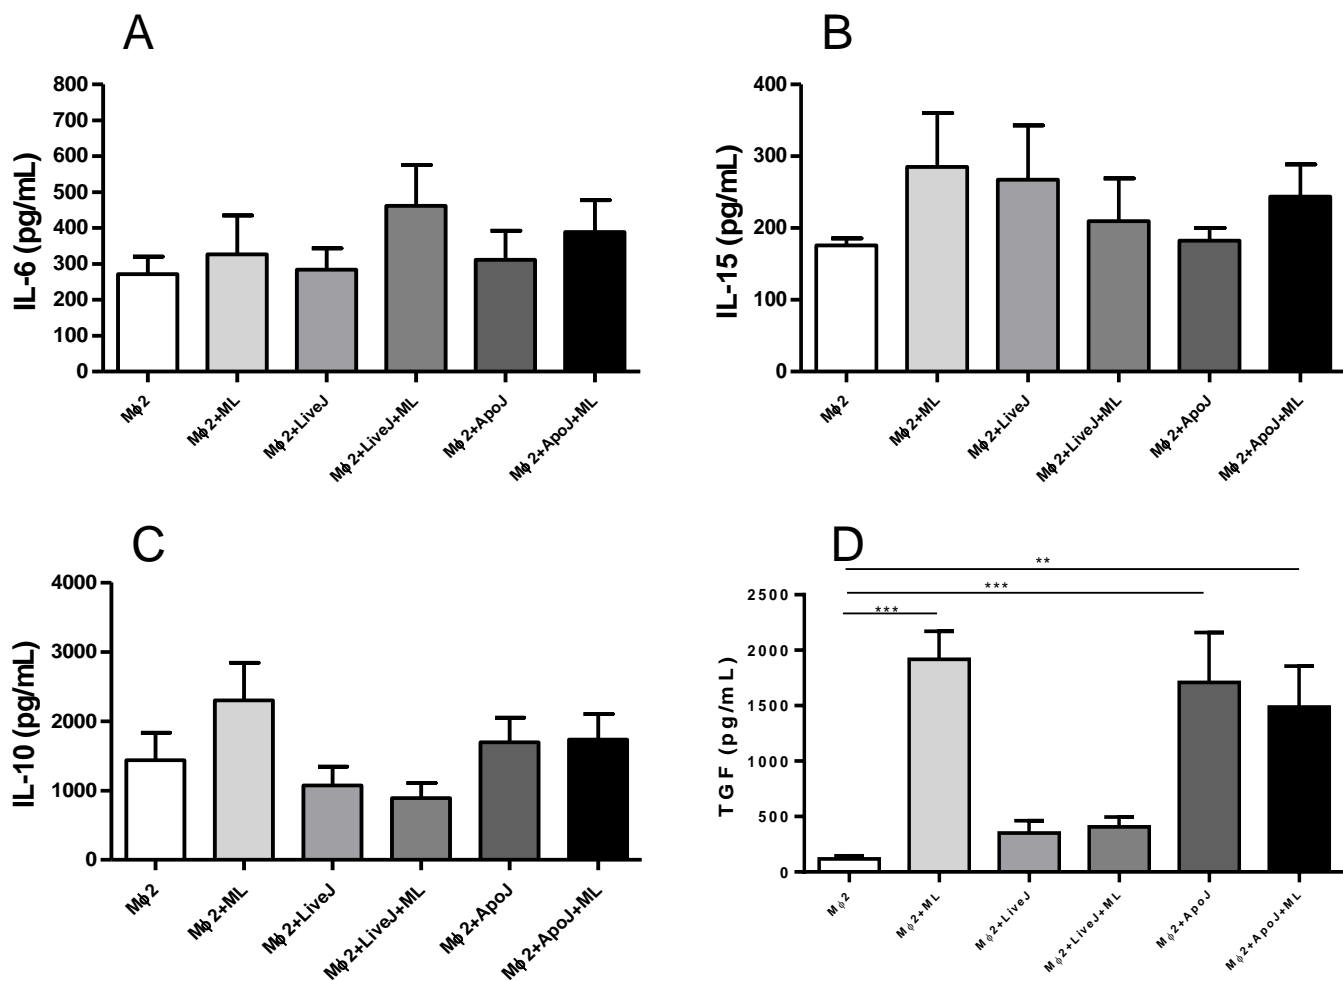 A
800
700
600
500
400
300
200
100
0
IL-6 (pg/mL)
Mϕ2
Mϕ2+ML
Mϕ2+LiveJ
Mϕ2+LiveJ+ML
Mϕ2+ApoJ
Mϕ2+ApoJ+ML
B
400
300
200
100
0
IL-15 (pg/mL)
Mϕ2
Mϕ2+ML
Mϕ2+LiveJ
Mϕ2+LiveJ+ML
Mϕ2+ApoJ
Mϕ2+ApoJ+ML
C
4000
3000
2000
1000
0
IL-10 (pg/mL)
Mϕ2
Mϕ2+ML
Mϕ2+LiveJ
Mϕ2+LiveJ+ML
Mϕ2+ApoJ
Mϕ2+ApoJ+ML
D
**
***
***
2500
2000
1500
1000
500
0
TGF (pg/mL)
Mϕ2
Mϕ2+ML
Mϕ2+LiveJ
Mϕ2+LiveJ+ML
Mϕ2+ApoJ
Mϕ2+ApoJ+ML